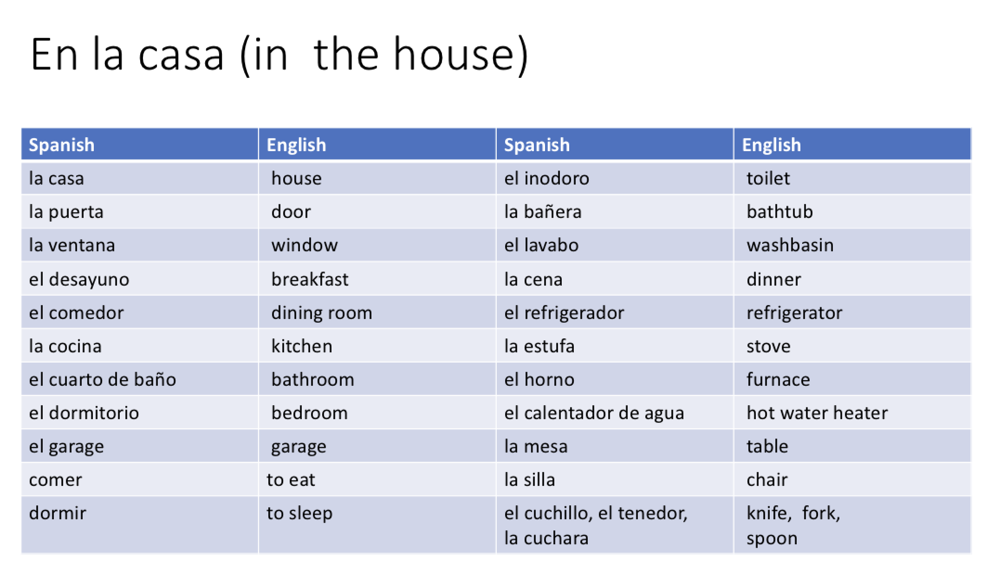 En la casa (in  the house)
Spanish English Spanish English
la casa house el inodoro toilet
la puerta door la bañera bathtub
la ventana window el lavabo washbasin
el desayuno breakfast la cena dinner
el comedor dining room el refrigerador refrigerator
la cocina kitchen la estufa stove
el cuarto de baño bathroom el horno furnace
el dormitorio bedroom el calentador de agua hot water heater
el garage garage la mesa table
comer to eat la silla chair
dormir to sleep el cuchillo, el tenedor, knife,  fork,
la cuchara spoon